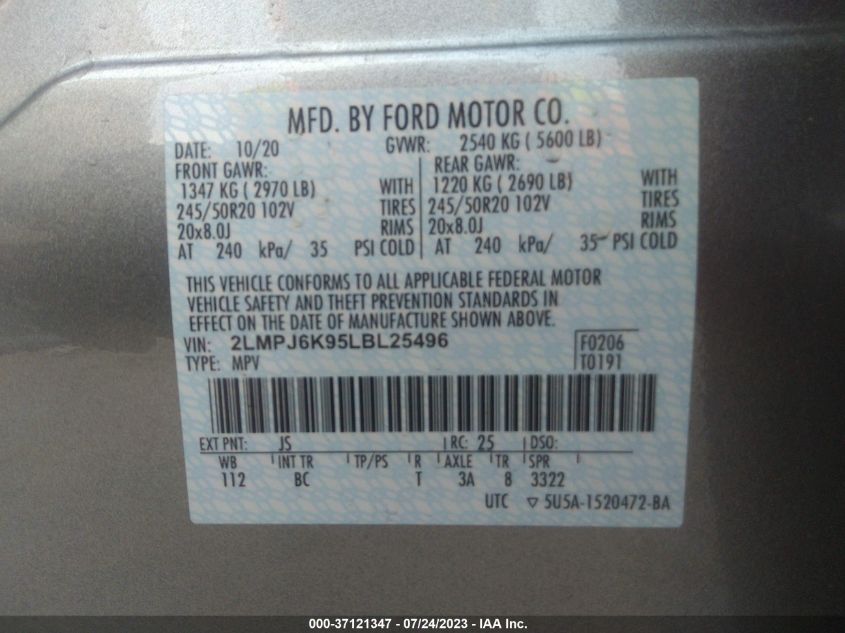 MFD. BY FORD MOTOR CO.
DATE: 10/20 GVWR: 2540 KG ( 5600 LB)
FRONT GAWR: REAR GAWR:
1347 KG ( 2970 LB) WITH 1220 KG ( 2690 LB) WITH
245/50R20 102V TIRES 245/50R20 102V TIRES
20x8.0J RIMS 20x8.0J RIMS
AT 240 kPa/ 35 PSI COLD AT 240 kPa/ 35 PSI COLD
THIS VEHICLE CONFORMS TO ALL APPLICABLE FEDERAL MOTOR
VEHICLE SAFETY AND THEFT PREVENTION STANDARDS IN
EFFECT ON THE DATE OF MANUFACTURE SHOWN ABOVE.
VIN: 2LMPJ6K95LBL25496 F0206
TYPE: MPV T0191
EXT PNT: JS RC: 25 DSO:
WB INT TR TP/PS R AXLE TR SPR
112 BC T 3A 8 3322
UTC ▽ 5U5A-1520472-BA
000-37121347 - 07/24/2023 - IAA Inc.